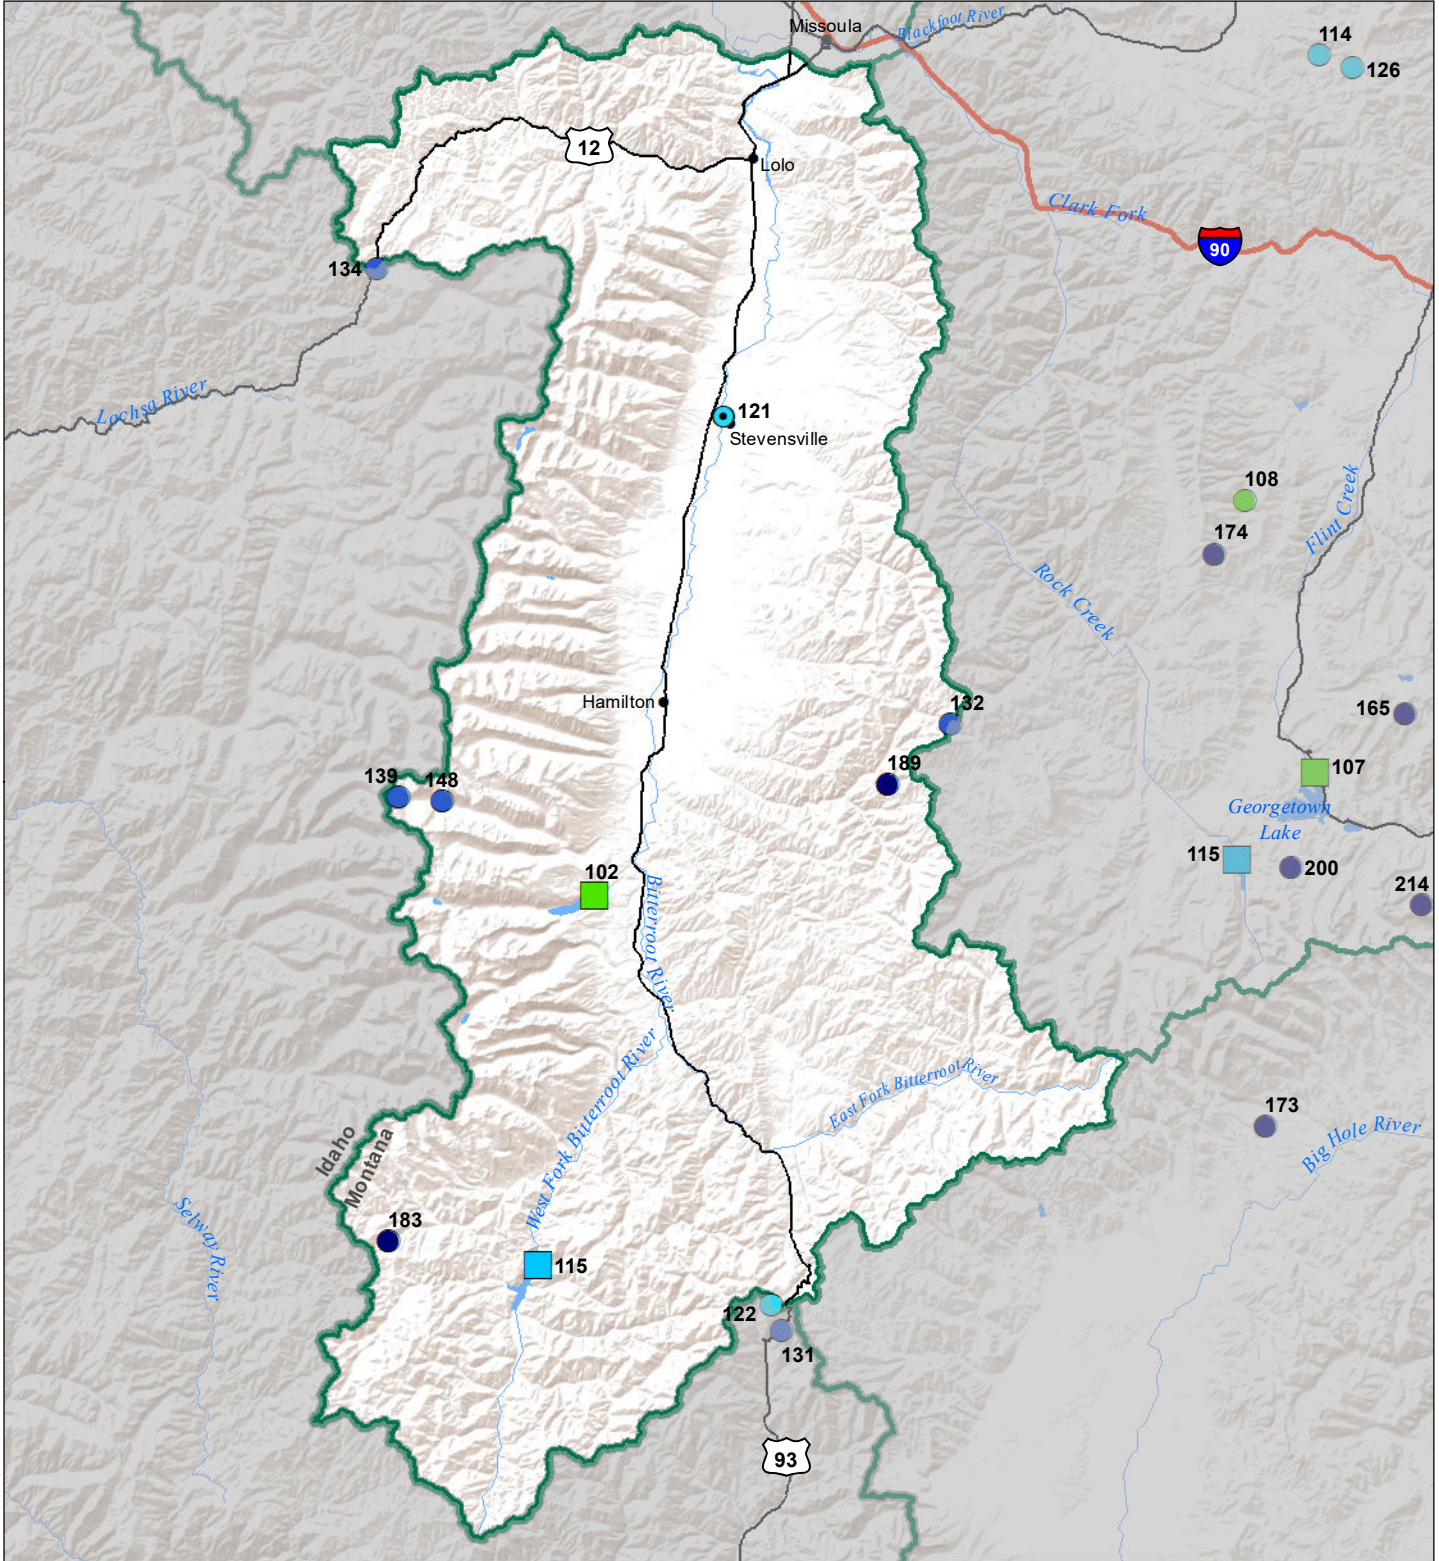 Missoula
Blackfoot River
114
126
12
Lolo
Clark Fork
90
134
Lochsa River
121
Stevensville
108
174
Flint Creek
Rock Creek
Hamilton
132
165
189
107
139
148
Georgetown
Lake
115
200
102
214
Bitterroot River
West Fork Bitterroot River
East Fork Bitterroot River
173
Big Hole River
Idaho
Montana
Selway River
183
115
122
131
93